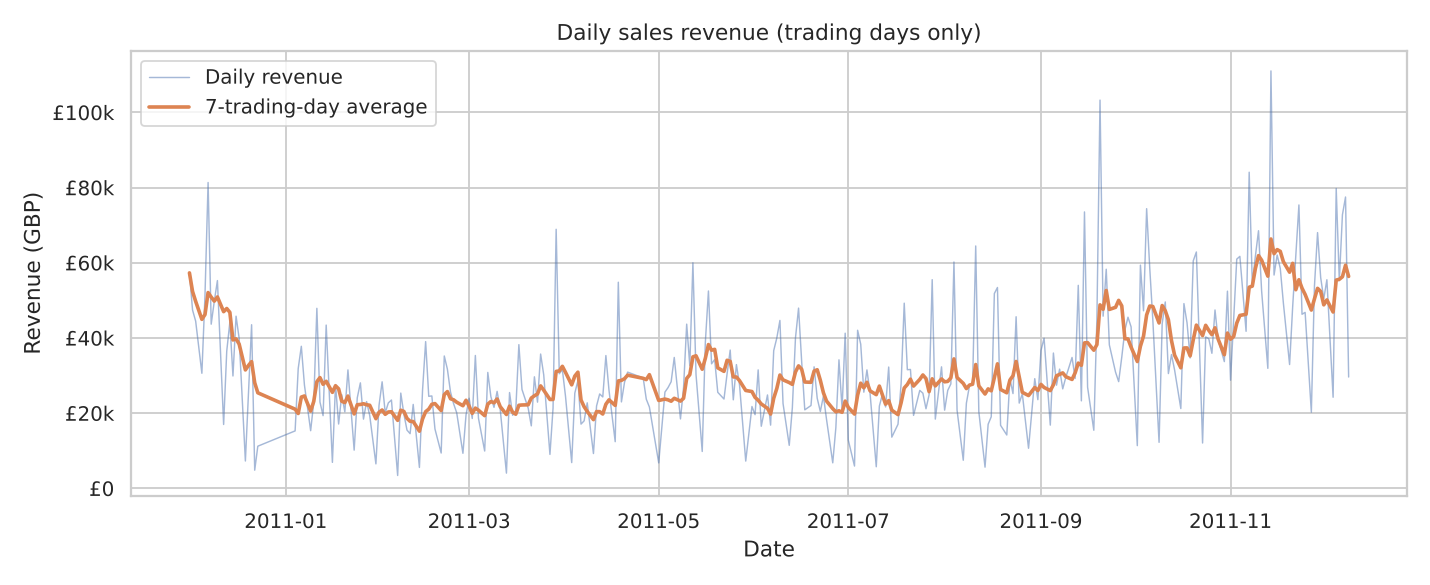 Daily sales revenue (trading days only)
Daily revenue
7-trading-day average
Revenue (GBP)
£100k
£80k
£60k
£40k
£20k
£0
2011-01 2011-03 2011-05 2011-07 2011-09 2011-11
Date